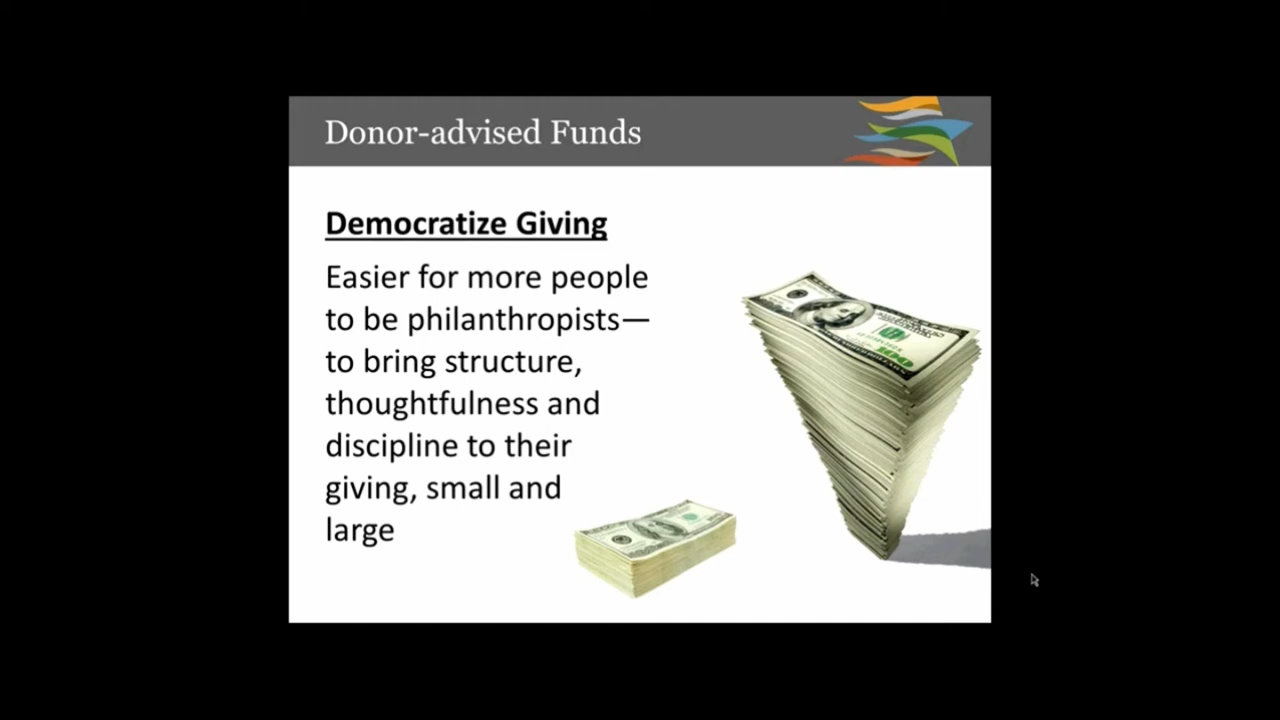 Donor-advised Funds
Democratize Giving
Easier for more people
to be philanthropists—
to bring structure,
thoughtfulness and
discipline to their
giving, small and
large